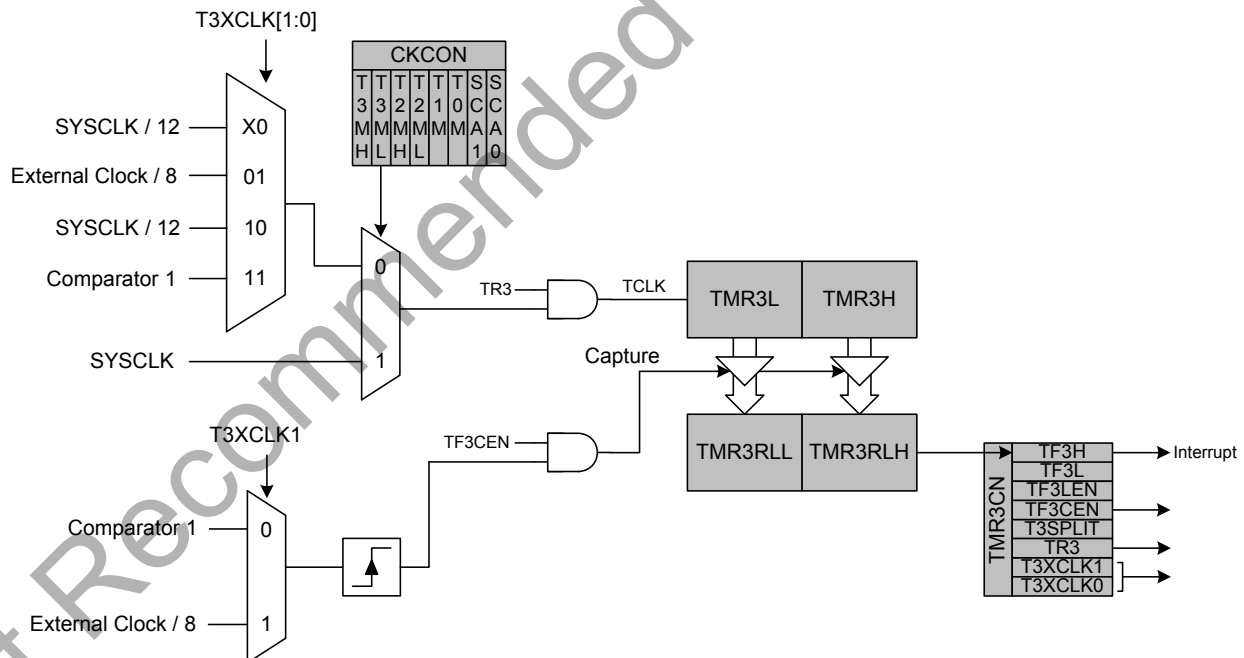 T3XCLK[1:0]
CKCON
T3MH
T3ML
T2MH
T2ML
T1M
T0M
SCA1
SCA0
SYSCLK / 12
X0
External Clock / 8
01
SYSCLK / 12
10
Comparator 1
11
0
SYSCLK
1
TR3
TCLK
TMR3L
TMR3H
Capture
T3XCLK1
TF3CEN
TMR3RLL
TMR3RLH
Comparator 1
0
External Clock / 8
1
TMR3CN
TF3H
Interrupt
TF3L
TF3LEN
TF3CEN
T3SPLIT
TR3
T3XCLK1
T3XCLK0
t Recommended